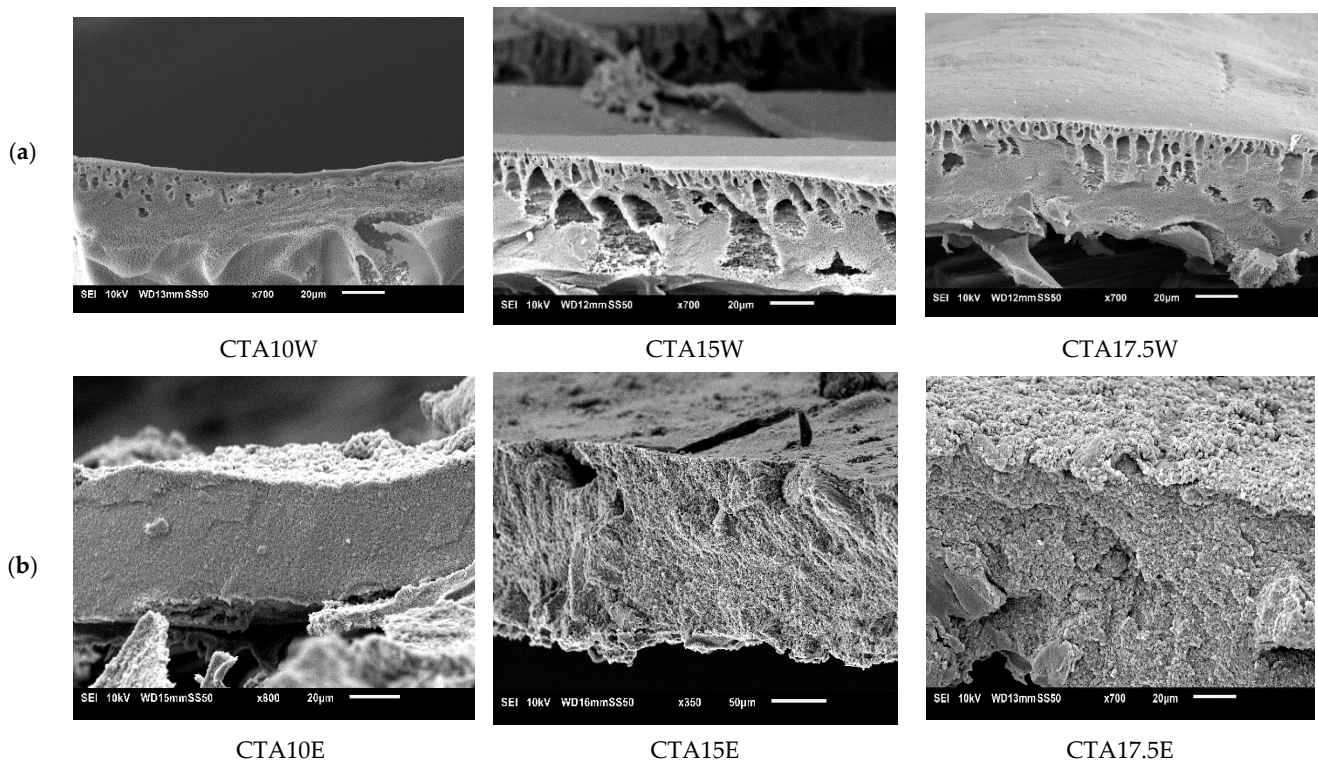 (a)
SEI 10kV WD13mmSS50 x700 20μm
SEI 10kV WD12mmSS50 x700 20μm
SEI 10kV WD12mmSS50 x700 20μm
CTA10W CTA15W CTA17.5W
(b)
SEI 10kV WD15mmSS50 x800 20μm
SEI 10kV WD16mmSS50 x350 50μm
SEI 10kV WD13mmSS50 x700 20μm
CTA10E CTA15E CTA17.5E